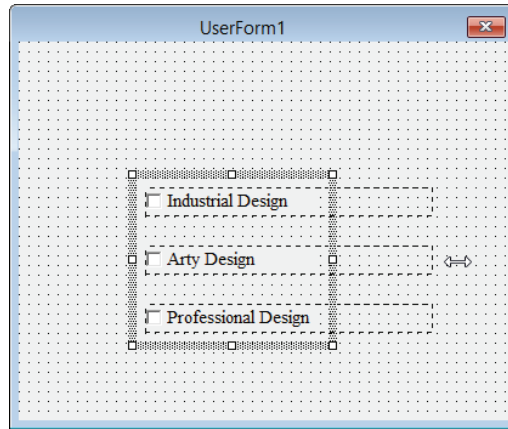 UserForm1
Industrial Design
Arty Design
Professional Design